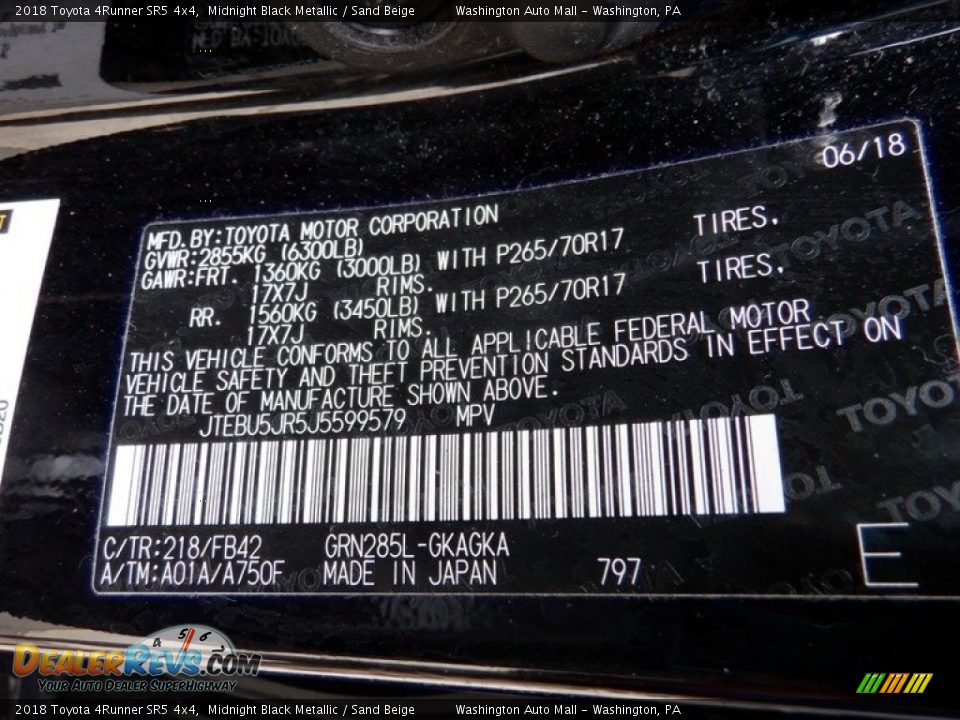 2018 Toyota 4Runner SR5 4x4, Midnight Black Metallic / Sand Beige Washington Auto Mall - Washington, PA
06/18
MFD. BY:TOYOTA MOTOR CORPORATION
GVWR:2855KG (6300LB)
GAWR:FRT. 1360KG (3000LB) WITH P265/70R17 TIRES,
17X7J RIMS.
RR. 1560KG (3450LB) WITH P265/70R17 TIRES,
17X7J RIMS.
THIS VEHICLE CONFORMS TO ALL APPLICABLE FEDERAL MOTOR
VEHICLE SAFETY AND THEFT PREVENTION STANDARDS IN EFFECT ON
THE DATE OF MANUFACTURE SHOWN ABOVE.
JTEBU5JR5J5599579 MPV
C/TR:218/FB42 GRN285L-GKAGKA
A/TM:A01A/A750F MADE IN JAPAN 797
E
4 5 6
DEALERREVS.COM
YOUR AUTO DEALER SUPERHIGHWAY
2018 Toyota 4Runner SR5 4x4, Midnight Black Metallic / Sand Beige Washington Auto Mall - Washington, PA